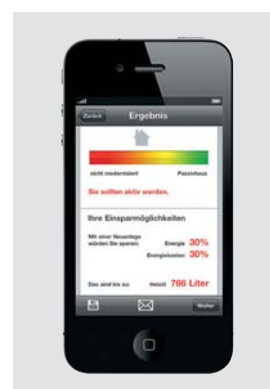 Zurück
Ergebnis
nicht modernisiert
Passivhaus
Sie sollten aktiv werden.
Ihre Einsparmöglichkeiten
Mit einer Neuanlage
würden Sie sparen:
Energie 30%
Energiekosten 30%
Das sind bis zu:
Heizöl 766 Liter
Weiter